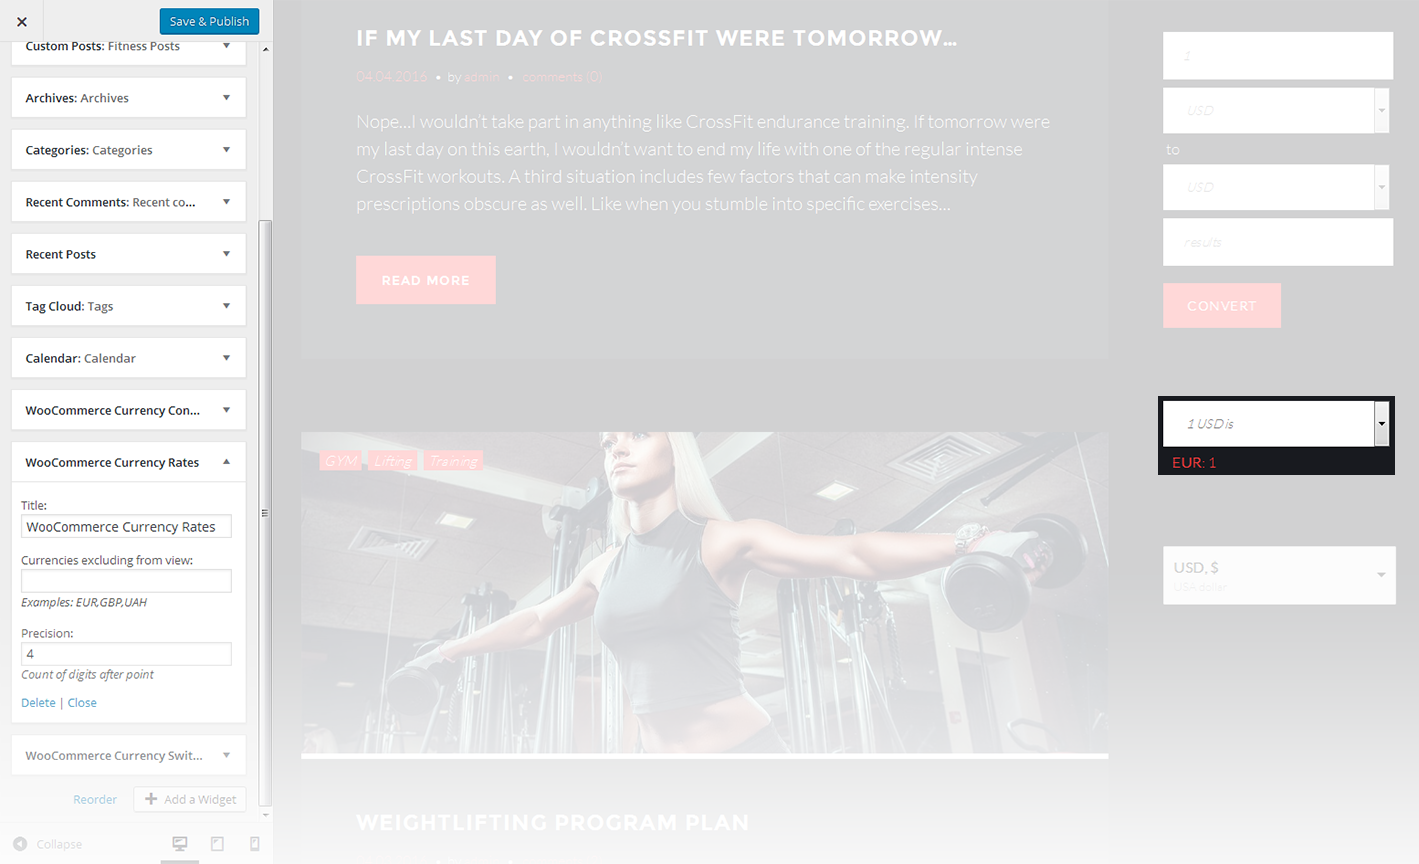 Save & Publish
Custom Posts: Fitness Posts
Archives: Archives
Categories: Categories
Recent Comments: Recent co...
Recent Posts
Tag Cloud: Tags
Calendar: Calendar
WooCommerce Currency Con...
WooCommerce Currency Rates
Title:
WooCommerce Currency Rates
Currencies excluding from view:
Examples: EUR,GBP,UAH
Precision:
4
Count of digits after point
Delete | Close
WooCommerce Currency Swit...
Reorder
Add a Widget
Collapse
IF MY LAST DAY OF CROSSFIT WERE TOMORROW...
04.04.2016 • by admin • comments (0)
Nope...I wouldn't take part in anything like CrossFit endurance training. If tomorrow were
my last day on this earth, I wouldn't want to end my life with one of the regular intense
CrossFit workouts. A third situation includes few factors that can make intensity
prescriptions obscure as well. Like when you stumble into specific exercises...
READ MORE
GYM Lifting Training
WEIGHTLIFTING PROGRAM PLAN
1
USD
to
USD
results
CONVERT
1 USD is
EUR: 1
USD, $
USA dollar